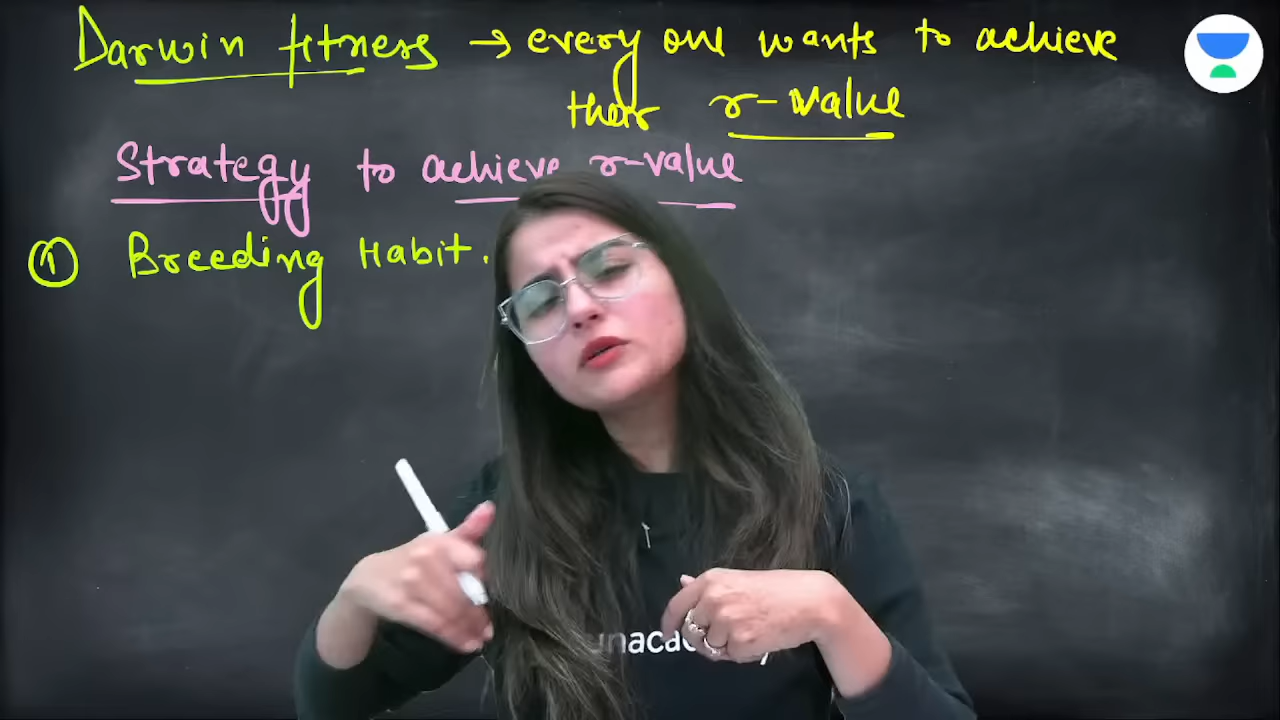 Darwin fitness → every one wants to achieve
their r-value
Strategy to achieve r-value
① Breeding Habit.
unacad